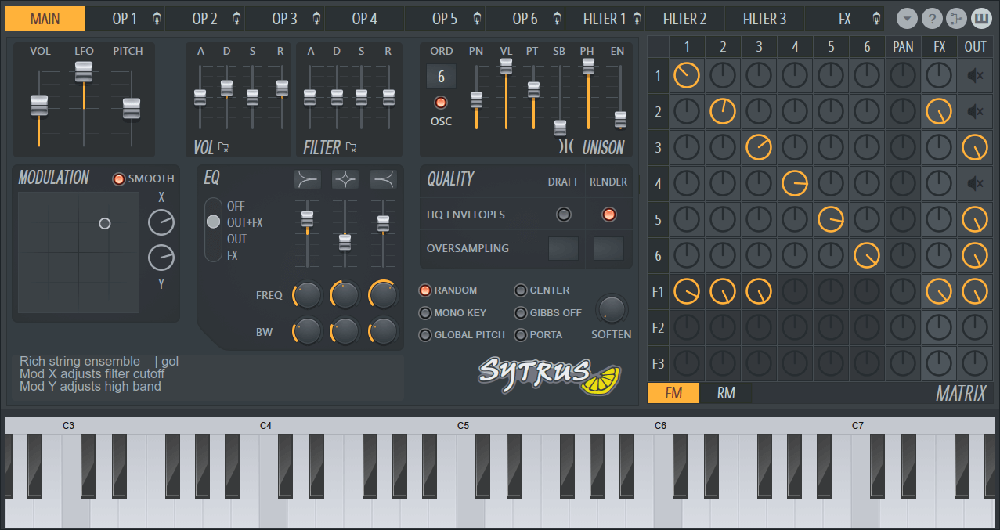 MAIN OP 1 OP 2 OP 3 OP 4 OP 5 OP 6 FILTER 1 FILTER 2 FILTER 3 FX ?
VOL LFO PITCH
A D S R
VOL
A D S R
FILTER
ORD PN VL PT SB PH EN
6
OSC
UNISON
MODULATION SMOOTH
X
Y
EQ
OFF
OUT+FX
OUT
FX
FREQ
BW
QUALITY DRAFT RENDER
HQ ENVELOPES
OVERSAMPLING
RANDOM CENTER
MONO KEY GIBBS OFF
GLOBAL PITCH PORTA
SOFTEN
Rich string ensemble | gol
Mod X adjusts filter cutoff
Mod Y adjusts high band
SYTRUS
1 2 3 4 5 6 PAN FX OUT
1
2
3
4
5
6
F1
F2
F3
FM RM MATRIX
C3 C4 C5 C6 C7